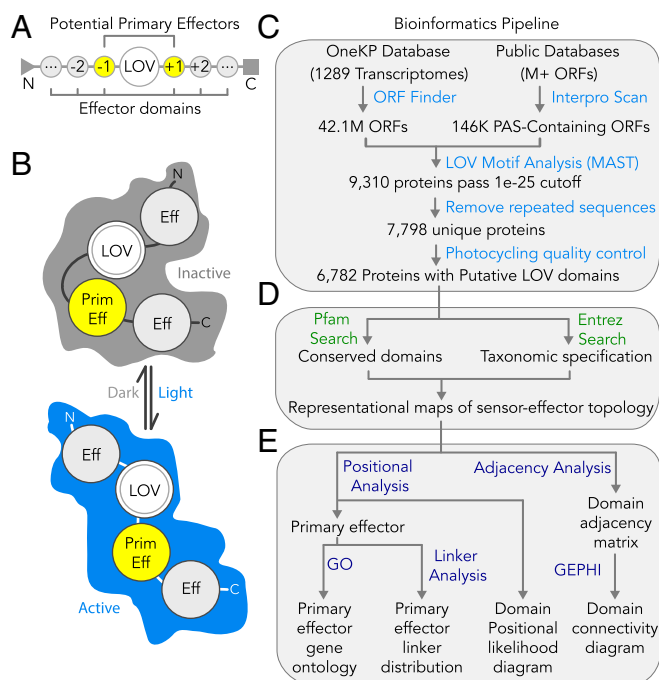 A
Potential Primary Effectors
N
...
-2
-1
LOV
+1
+2
...
C
Effector domains
B
N
Eff
LOV
Inactive
Prim
Eff
Eff
C
Dark
Light
N
Eff
LOV
Prim
Eff
Eff
C
Active
C
Bioinformatics Pipeline
OneKP Database
(1289 Transcriptomes)
Public Databases
(M+ ORFs)
ORF Finder
Interpro Scan
42.1M ORFs
146K PAS-Containing ORFs
LOV Motif Analysis (MAST)
9,310 proteins pass 1e-25 cutoff
Remove repeated sequences
7,798 unique proteins
Photocycling quality control
6,782 Proteins with Putative LOV domains
D
Pfam
Search
Entrez
Search
Conserved domains
Taxonomic specification
Representational maps of sensor-effector topology
E
Positional
Analysis
Adjacency Analysis
Primary effector
Domain
adjacency
matrix
GO
Linker
Analysis
GEPHI
Primary
effector
gene
ontology
Primary
effector
linker
distribution
Domain
Positional
likelihood
diagram
Domain
connectivity
diagram